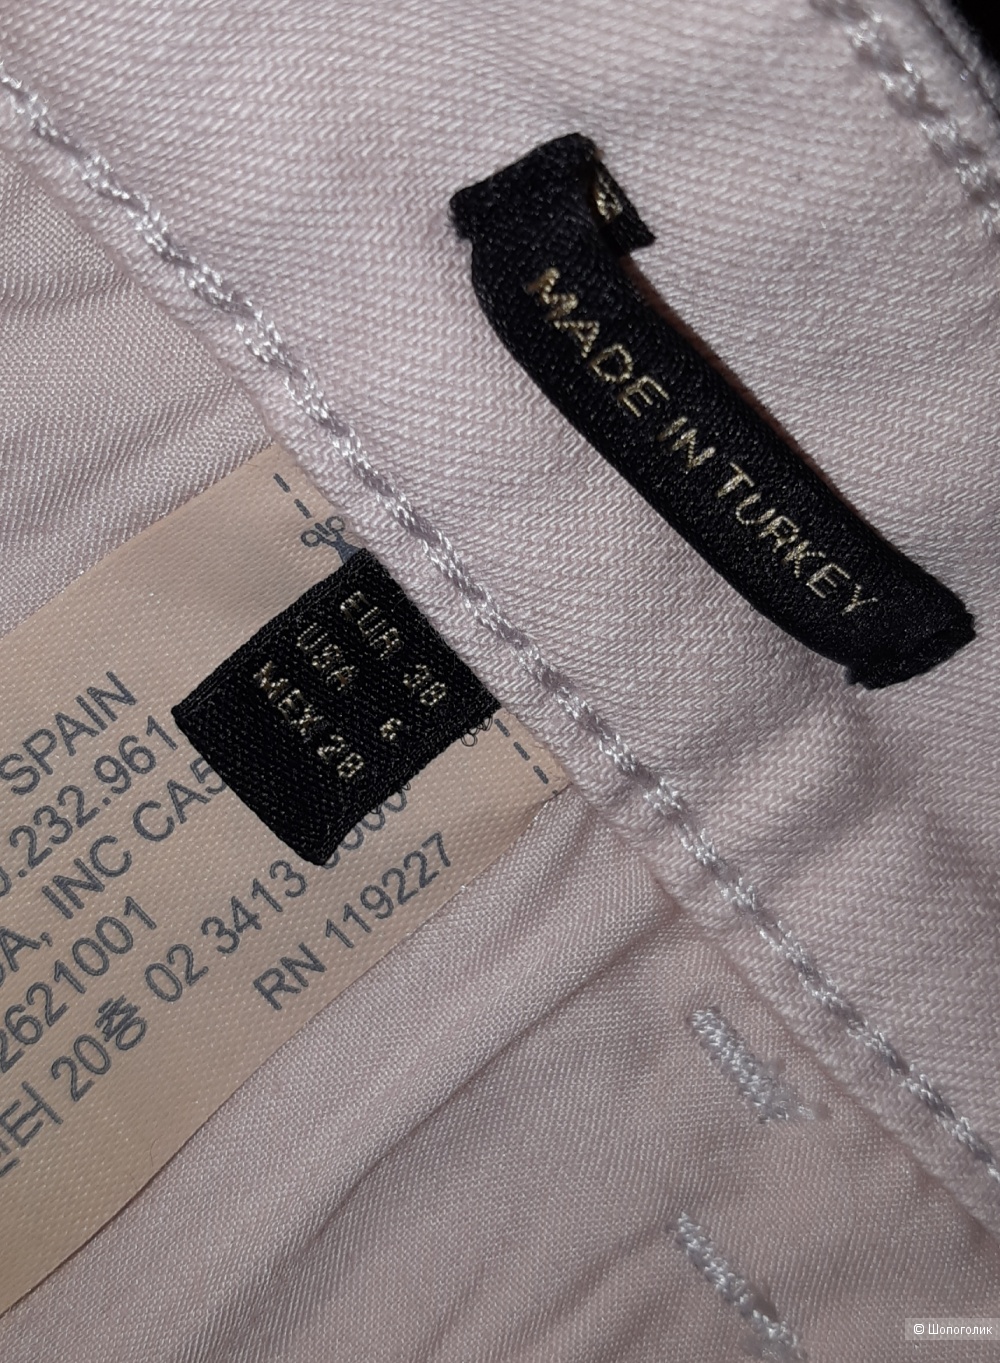 MADE IN TURKEY
EUR 38
USA 6
MEX 28
SPAIN
.232.961
A, INC CA5
2621001
터 20층 02 3413
RN 119227
© Шопоголик